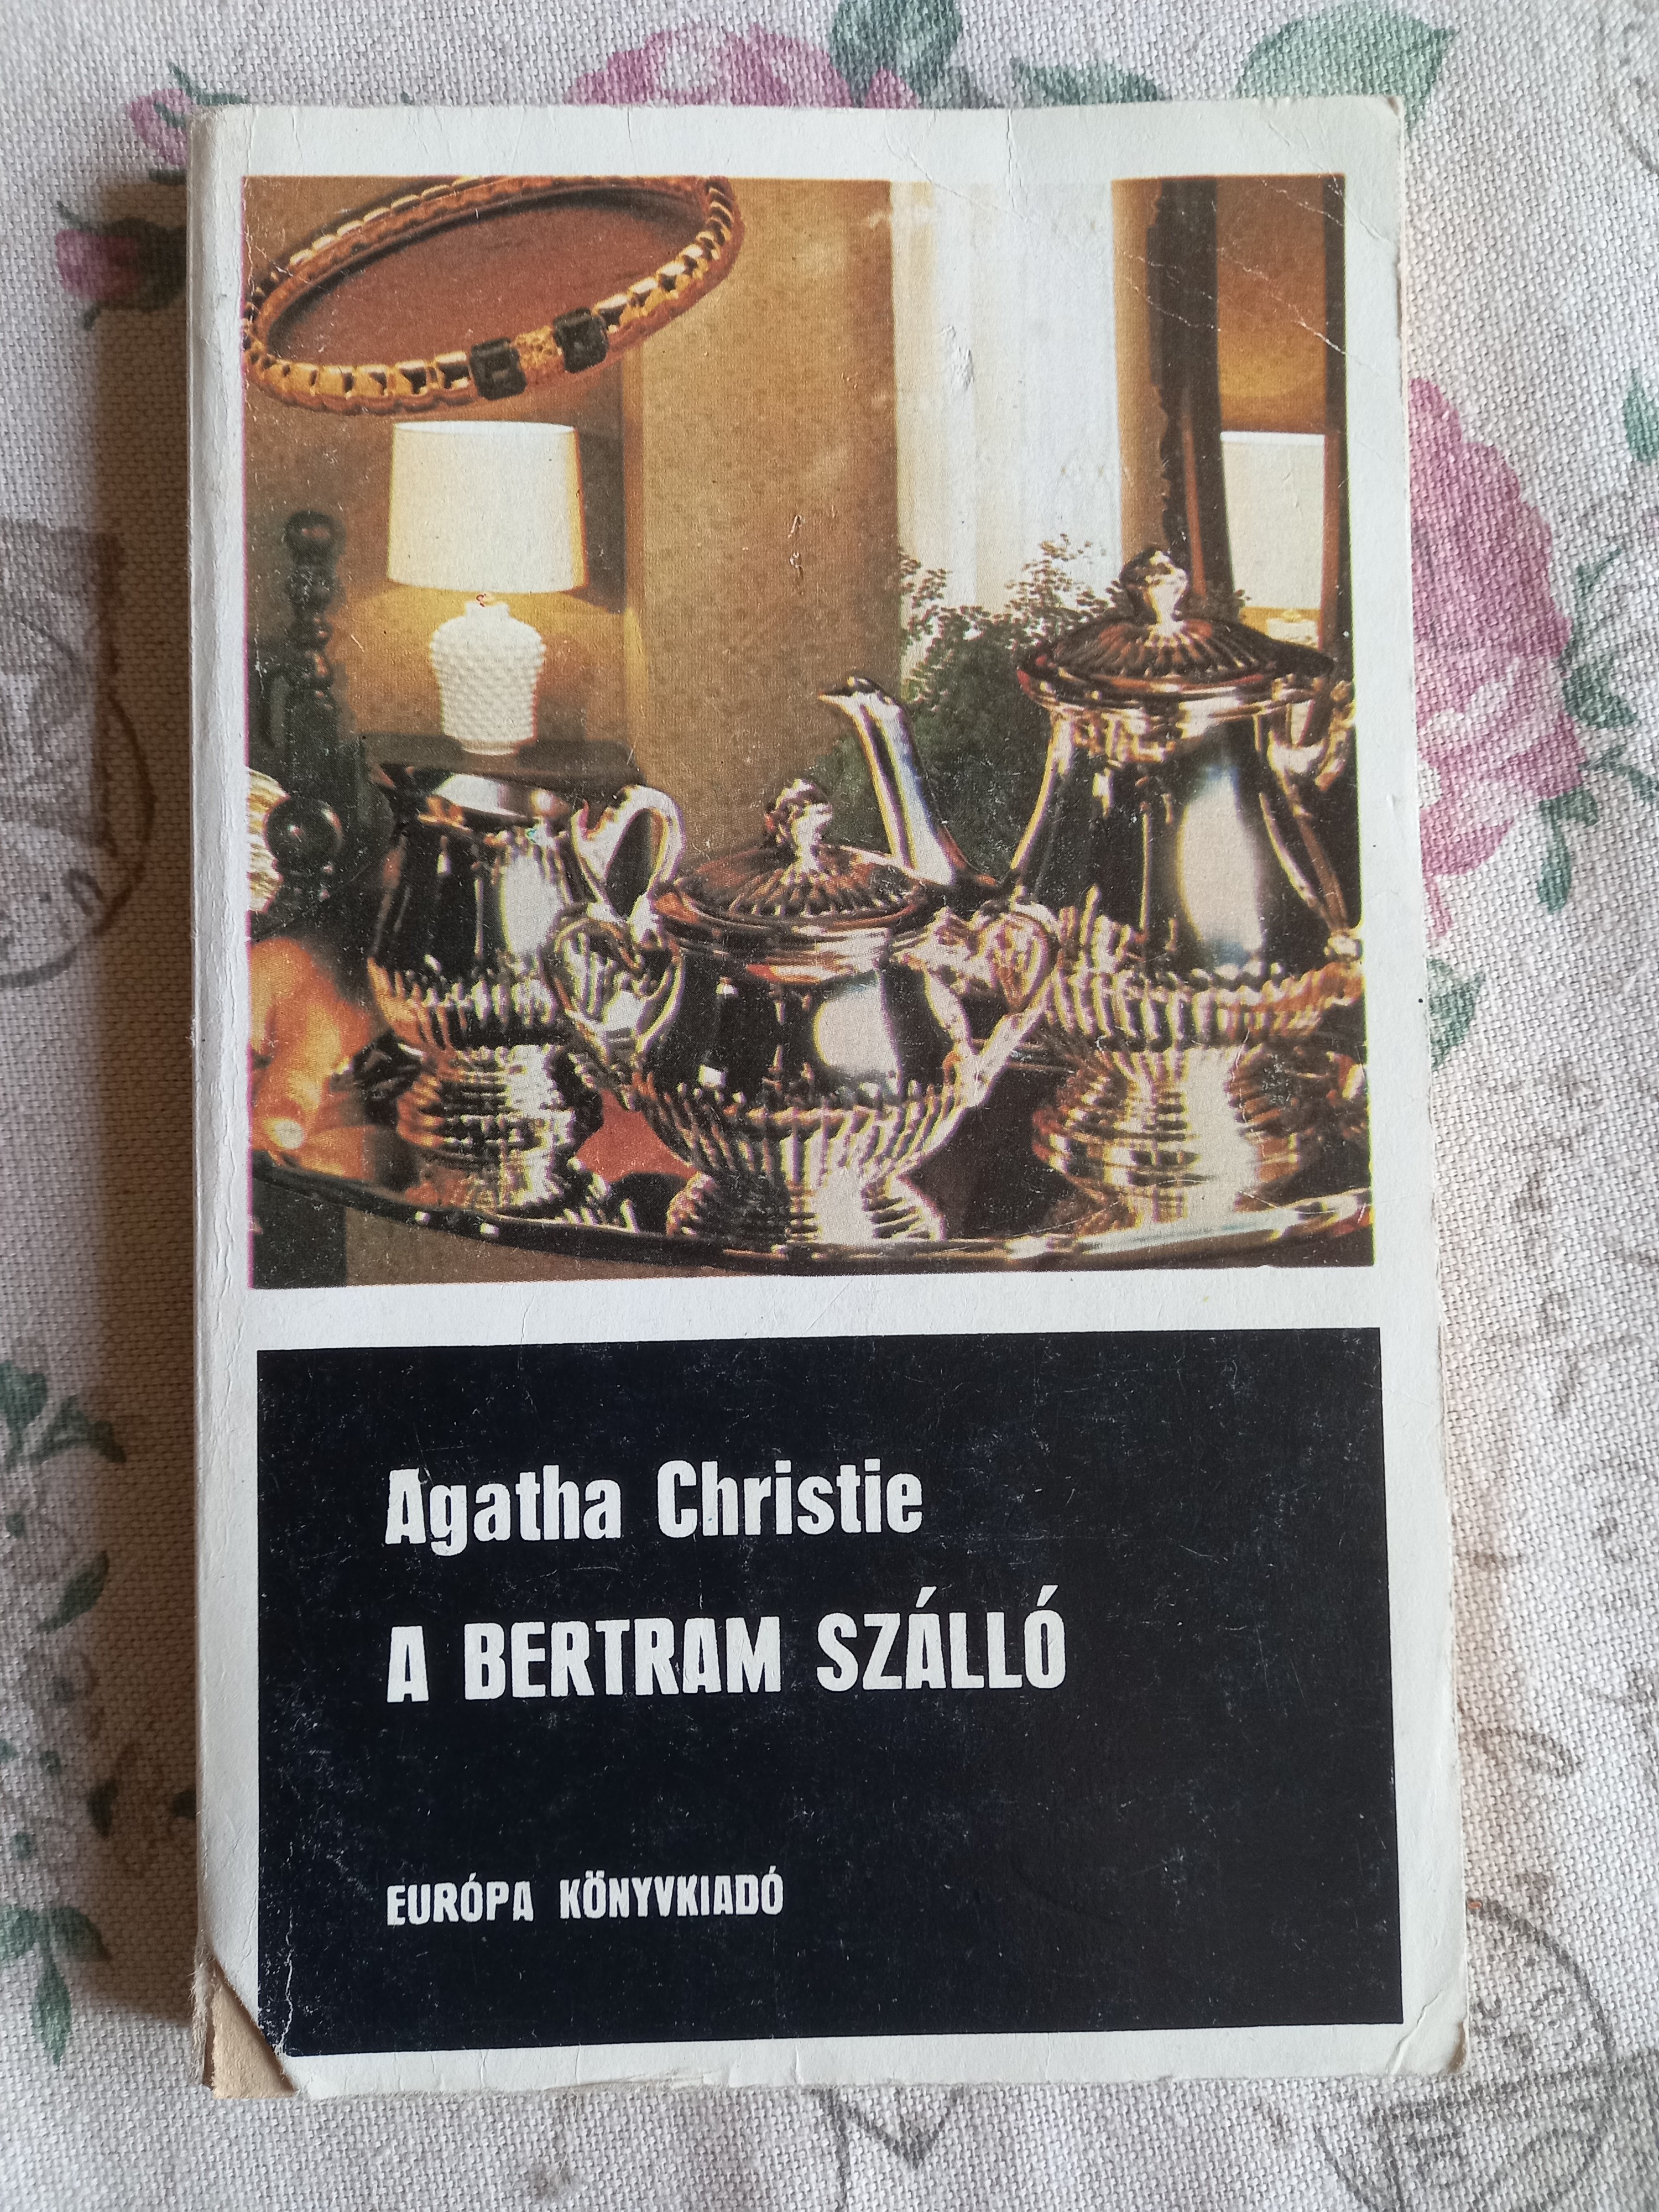 Agatha Christie
A BERTRAM SZÁLLÓ
EURÓPA KÖNYVKIADÓ